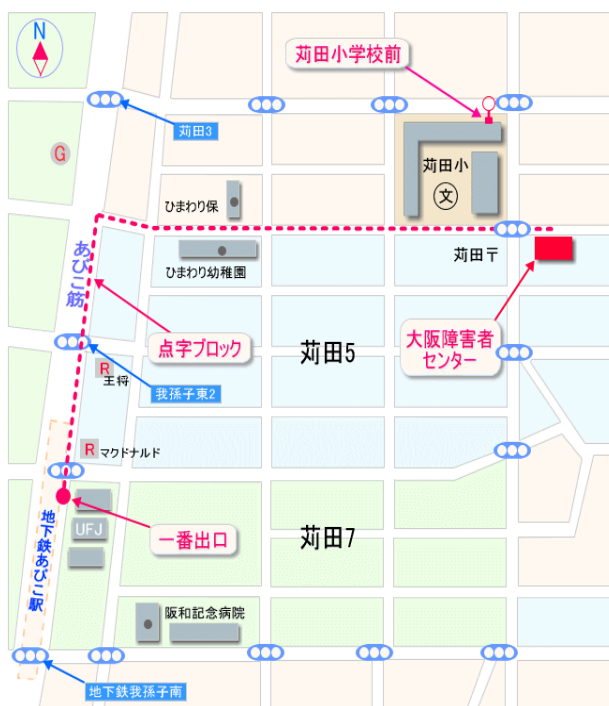 N
苅田小学校前
苅田3
G
苅田小
文
ひまわり保
あびこ筋
苅田〒
ひまわり幼稚園
点字ブロック
苅田5
大阪障害者
センター
R
王将
我孫子東2
R マクドナルド
地下鉄あびこ駅
UFJ
一番出口
苅田7
阪和記念病院
地下鉄我孫子南